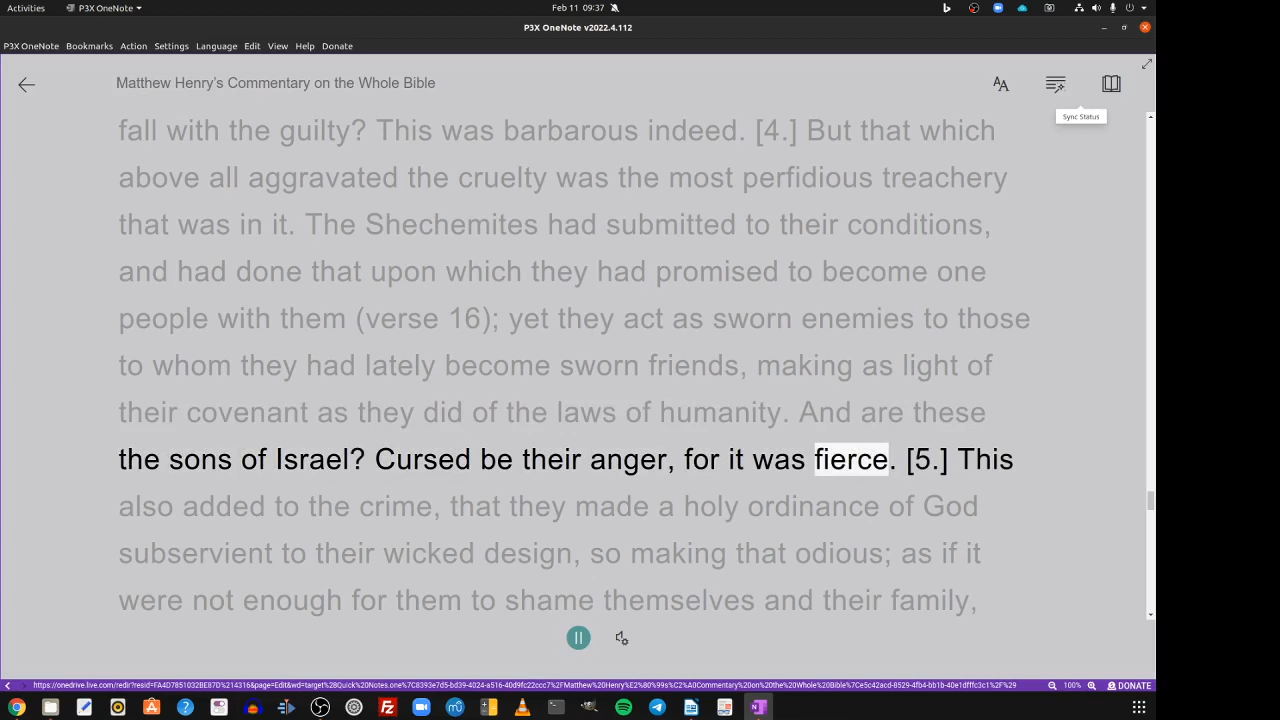 Activities
P3X OneNote
Feb 11 09:37
P3X OneNote v2022.4.112
P3X OneNote Bookmarks Action Settings Language Edit View Help Donate
Matthew Henry's Commentary on the Whole Bible
Sync Status
fall with the guilty? This was barbarous indeed. [4.] But that which
above all aggravated the cruelty was the most perfidious treachery
that was in it. The Shechemites had submitted to their conditions,
and had done that upon which they had promised to become one
people with them (verse 16); yet they act as sworn enemies to those
to whom they had lately become sworn friends, making as light of
their covenant as they did of the laws of humanity. And are these
the sons of Israel? Cursed be their anger, for it was fierce. [5.] This
also added to the crime, that they made a holy ordinance of God
subservient to their wicked design, so making that odious; as if it
were not enough for them to shame themselves and their family,
100% DONATE